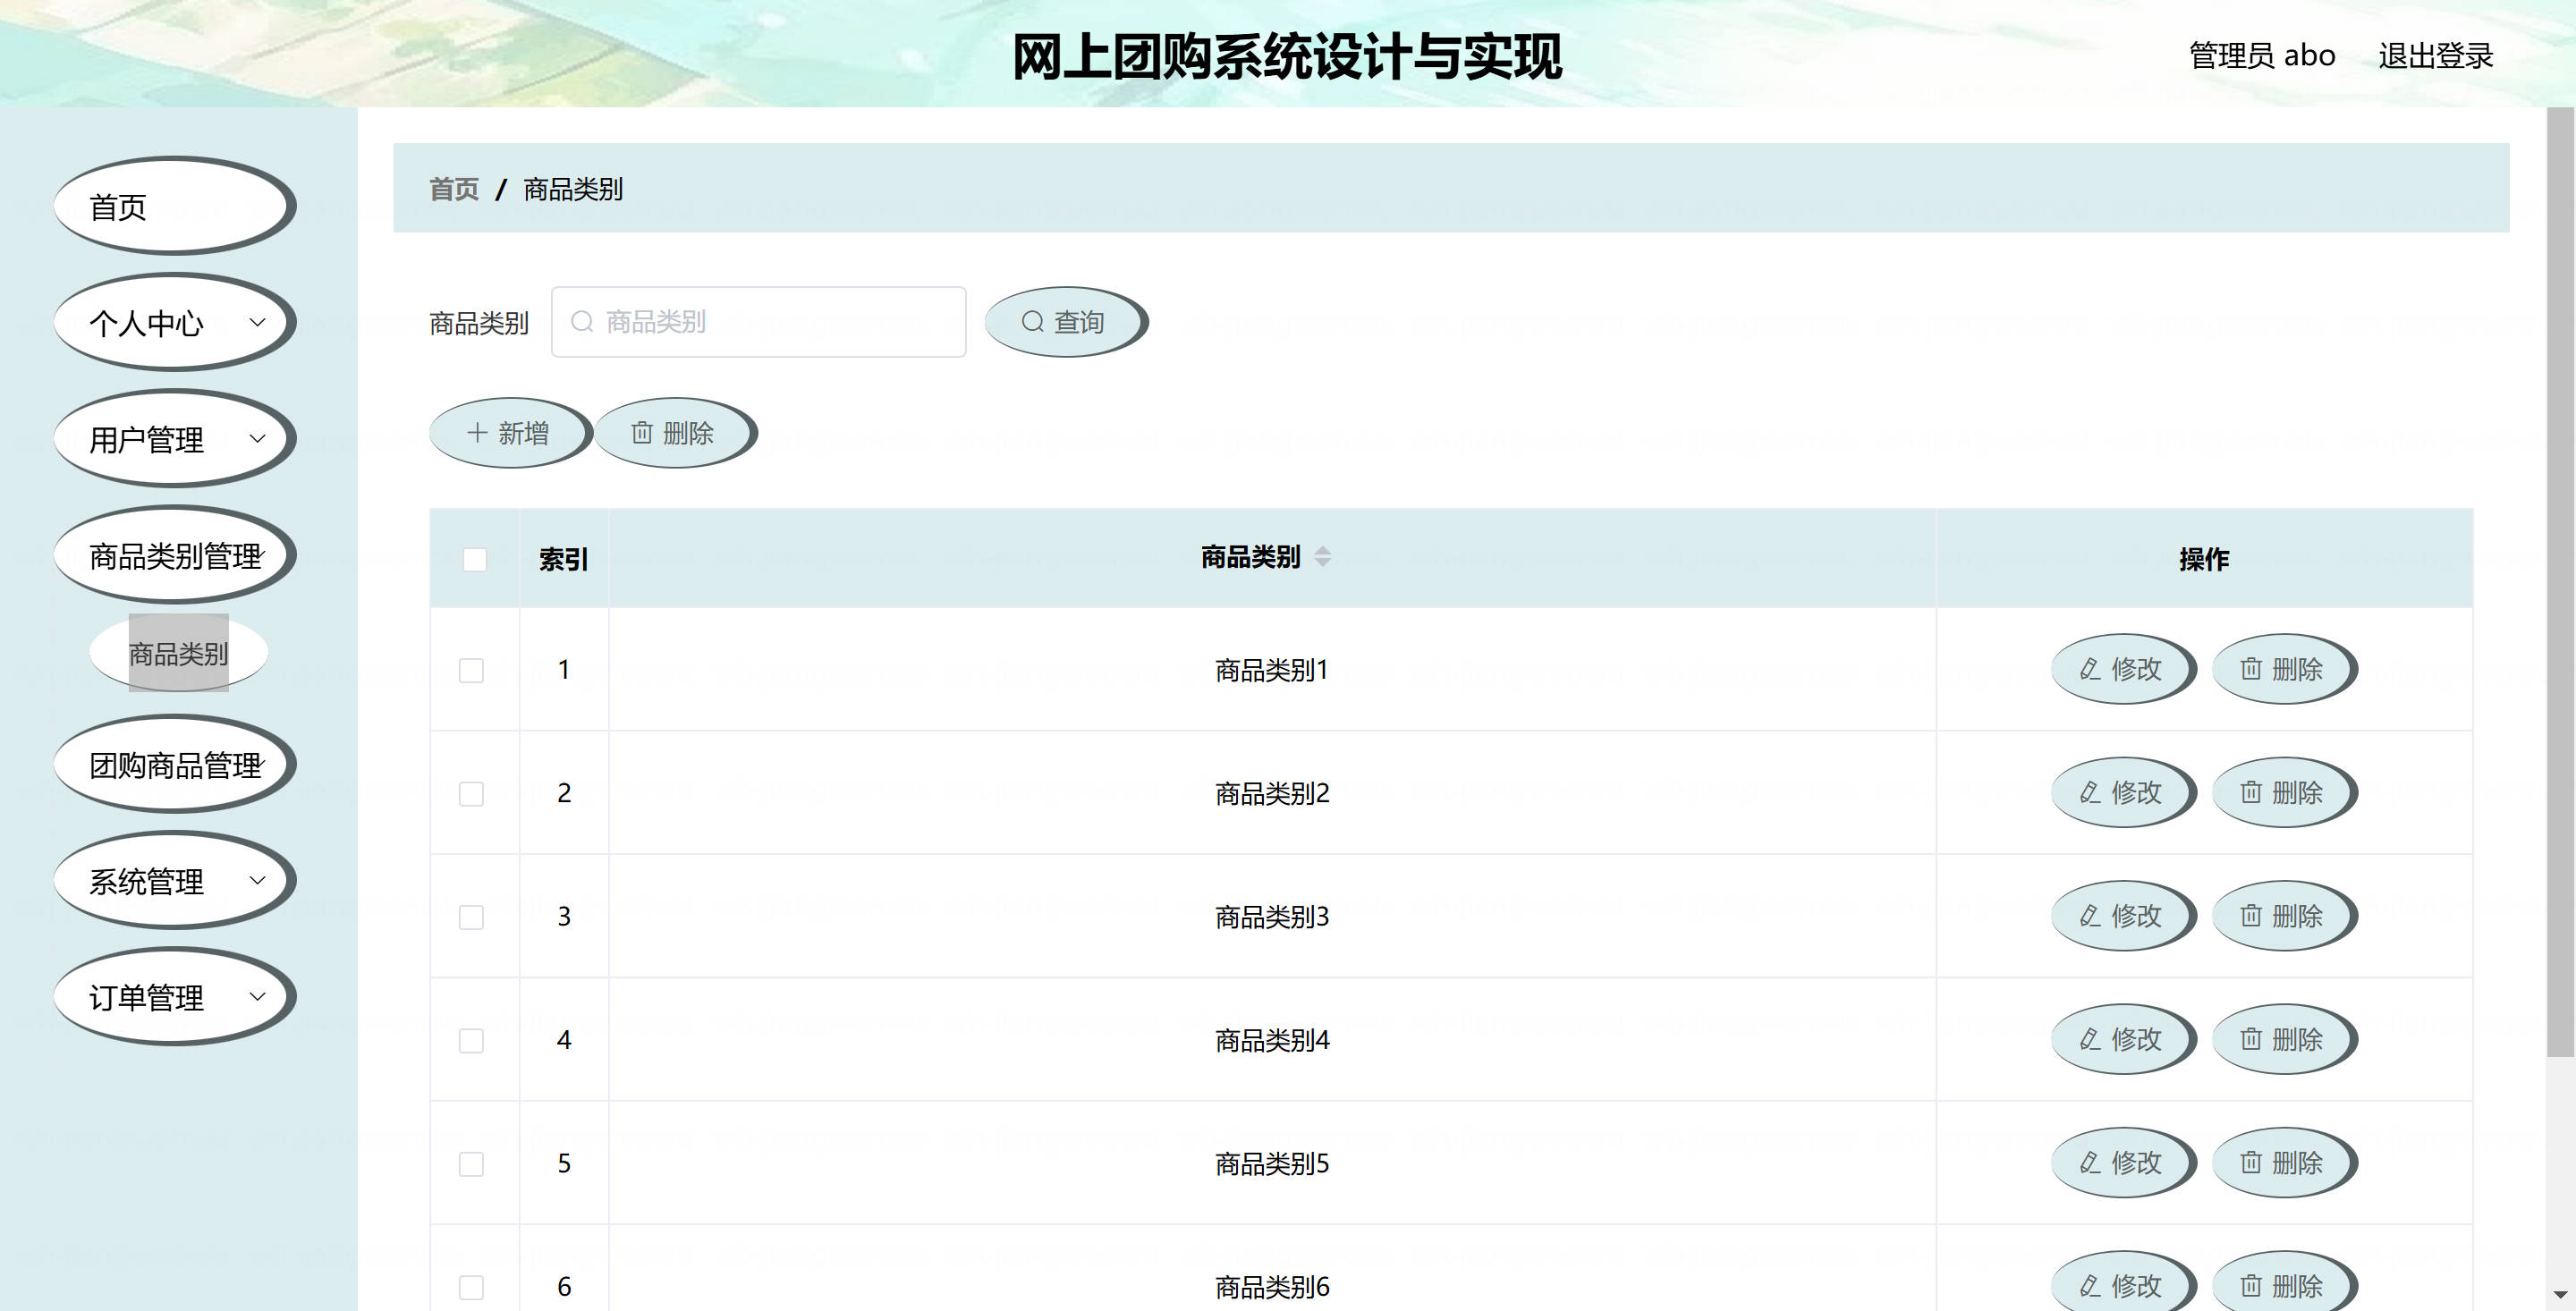 网上团购系统设计与实现
管理员 abo 退出登录
首页
个人中心
用户管理
商品类别管理
商品类别
团购商品管理
系统管理
订单管理
首页 / 商品类别
商品类别 商品类别 查询
新增 删除
索引 商品类别 操作
1 商品类别1 修改 删除
2 商品类别2 修改 删除
3 商品类别3 修改 删除
4 商品类别4 修改 删除
5 商品类别5 修改 删除
6 商品类别6 修改 删除